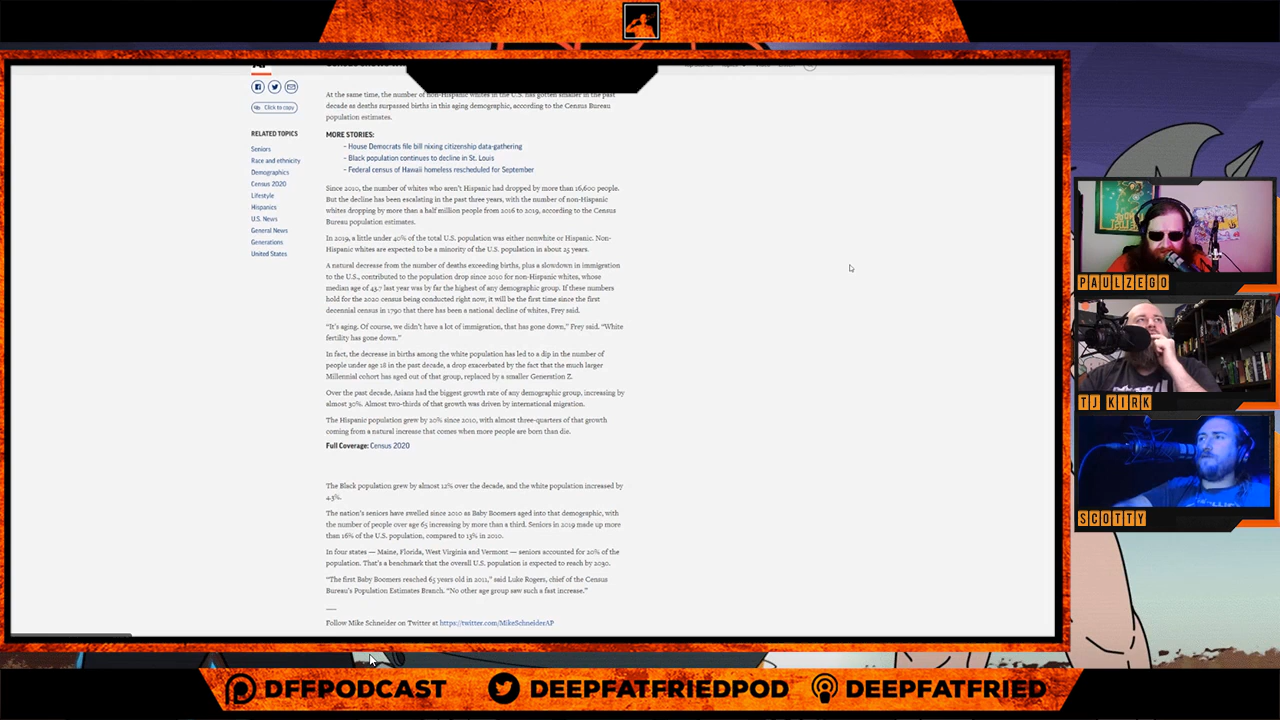 At the same time, the number of non-Hispanic whites in the U.S. has gotten smaller in the past
decade as deaths surpassed births in this aging demographic, according to the Census Bureau
population estimates.
Click to copy
RELATED TOPICS
Seniors
Race and ethnicity
Demographics
Census 2020
Lifestyle
Hispanics
U.S. News
General News
Generations
United States
MORE STORIES:
- House Democrats file bill nixing citizenship data-gathering
- Black population continues to decline in St. Louis
- Federal census of Hawaii homeless rescheduled for September
Since 2010, the number of whites who aren't Hispanic had dropped by more than 16,600 people.
But the decline has been escalating in the past three years, with the number of non-Hispanic
whites dropping by more than a half million people from 2016 to 2019, according to the Census
Bureau population estimates.
In 2019, a little under 40% of the total U.S. population was either nonwhite or Hispanic. Non-
Hispanic whites are expected to be a minority of the U.S. population in about 25 years.
A natural decrease from the number of deaths exceeding births, plus a slowdown in immigration
to the U.S., contributed to the population drop since 2010 for non-Hispanic whites, whose
median age of 43.7 last year was by far the highest of any demographic group. If these numbers
hold for the 2020 census being conducted right now, it will be the first time since the first
decennial census in 1790 that there has been a national decline of whites, Frey said.
"It's aging. Of course, we didn't have a lot of immigration, that has gone down," Frey said. "White
fertility has gone down."
In fact, the decrease in births among the white population has led to a dip in the number of
people under age 18 in the past decade, a drop exacerbated by the fact that the much larger
Millennial cohort has aged out of that group, replaced by a smaller Generation Z.
Over the past decade, Asians had the biggest growth rate of any demographic group, increasing by
almost 30%. Almost two-thirds of that growth was driven by international migration.
The Hispanic population grew by 20% since 2010, with almost three-quarters of that growth
coming from a natural increase that comes when more people are born than die.
Full Coverage: Census 2020
The Black population grew by almost 12% over the decade, and the white population increased by
4.3%.
The nation's seniors have swelled since 2010 as Baby Boomers aged into that demographic, with
the number of people over age 65 increasing by more than a third. Seniors in 2019 made up more
than 16% of the U.S. population, compared to 13% in 2010.
In four states — Maine, Florida, West Virginia and Vermont — seniors accounted for 20% of the
population. That's a benchmark that the overall U.S. population is expected to reach by 2030.
"The first Baby Boomers reached 65 years old in 2011," said Luke Rogers, chief of the Census
Bureau's Population Estimates Branch. "No other age group saw such a fast increase."
Follow Mike Schneider on Twitter at https://twitter.com/MikeSchneiderAP
PAULZEGO
TJ KIRK
SCOTTY
DFFPODCAST
DEEPFATFRIEDPOD
DEEPFATFRIED